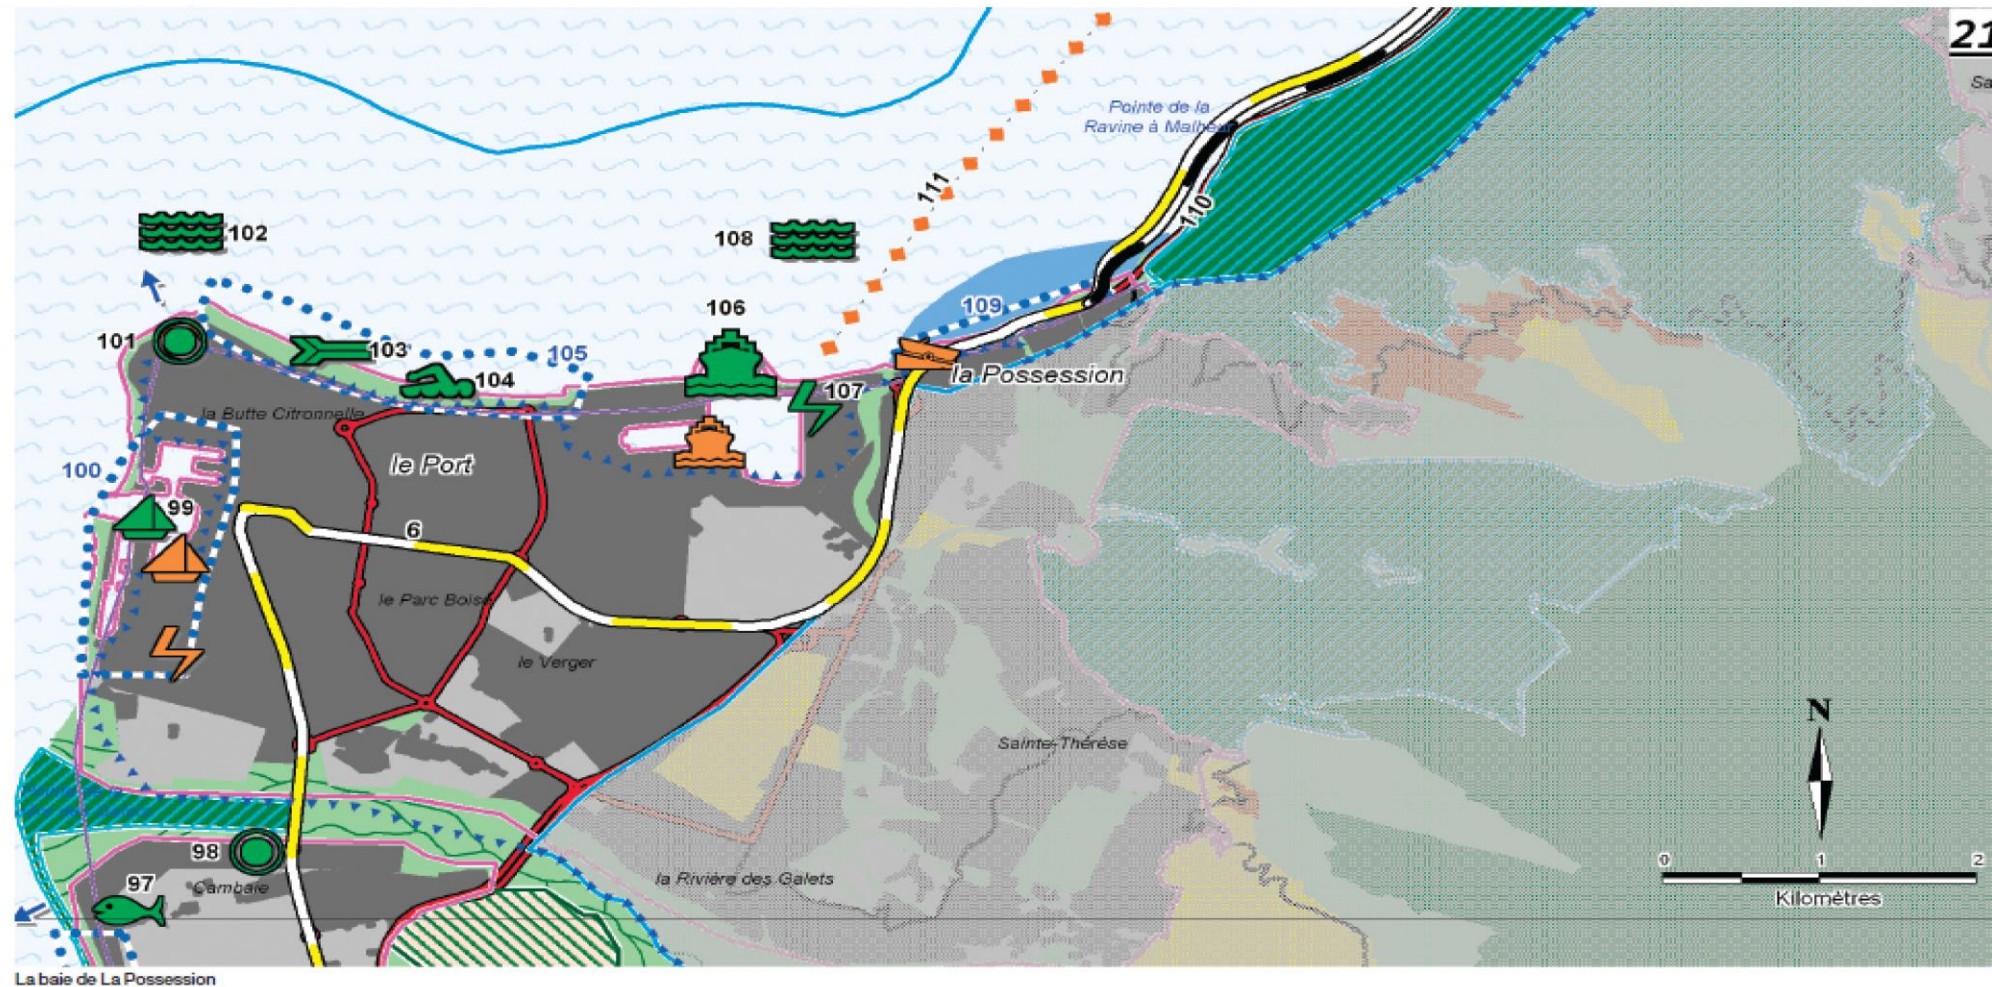 21
Sa
Pointe de la
Ravine à Malheur
111
110
102
108
109
106
101
103
105
104
107
la Possession
la Butte Citronnelle
le Port
100
99
6
le Parc Boisé
le Verger
Sainte-Thérèse
N
98
97
Cambaie
la Rivière des Galets
0 1 2
Kilomètres
La baie de La Possession